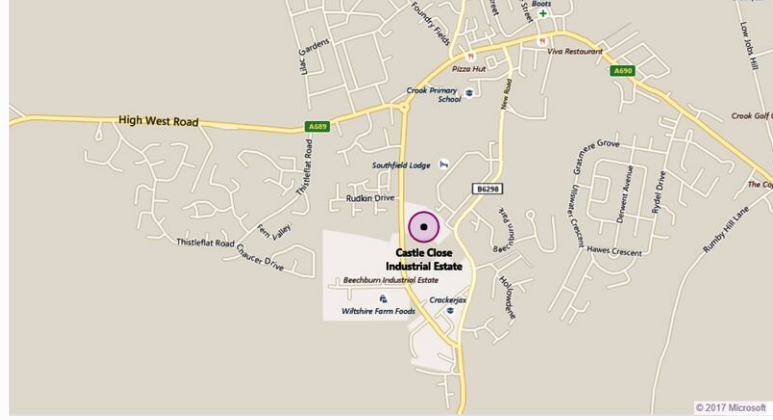 Boots
Street
Foundry Fields
Low Jobs Hill
Lilac Gardens
Viva Restaurant
Pizza Hut
A690
Crook Primary
School
New Road
High West Road
A689
Crook Golf
Grasmere Grove
Thistleflat Road
Southfield Lodge
B6298
Ullswater Crescent
Derwent Avenue
Rydel Drive
Rudkin Drive
Rumby Hill Lane
Beechburn Park
Fern Valley
Thistleflat Road
Chaucer Drive
Hawes Crescent
Castle Close
Industrial Estate
Beechburn Industrial Estate
Hollowdene
Crackerjax
Wiltshire Farm Foods
© 2017 Microsoft